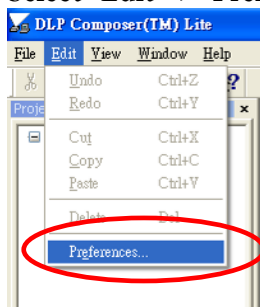 DLP Composer(TM) Lite
File Edit View Window Help
?
Proje ×
Undo Ctrl+Z
Redo Ctrl+Y
Cut Ctrl+X
Copy Ctrl+C
Paste Ctrl+V
Delete Del
Preferences...